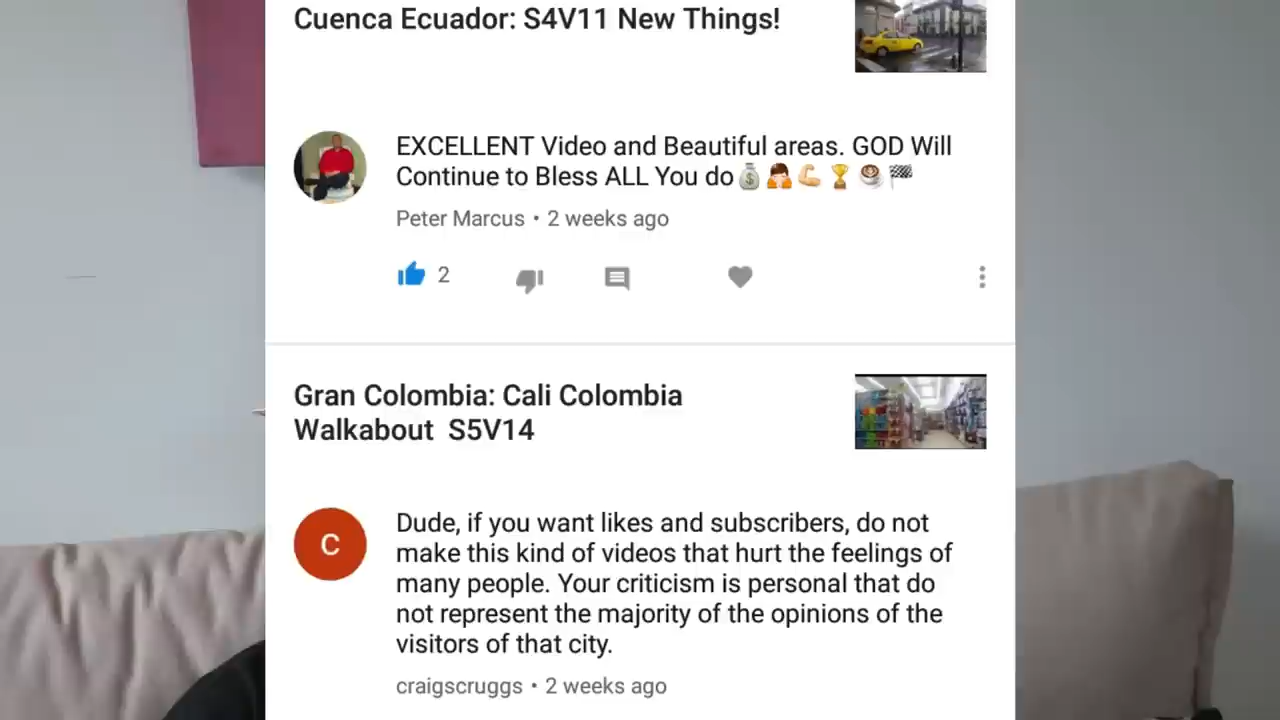 Cuenca Ecuador: S4V11 New Things!
EXCELLENT Video and Beautiful areas. GOD Will
Continue to Bless ALL You do💰🙏💪🏆☕🏁
Peter Marcus • 2 weeks ago
2
Gran Colombia: Cali Colombia
Walkabout S5V14
C
Dude, if you want likes and subscribers, do not
make this kind of videos that hurt the feelings of
many people. Your criticism is personal that do
not represent the majority of the opinions of the
visitors of that city.
craigscruggs • 2 weeks ago